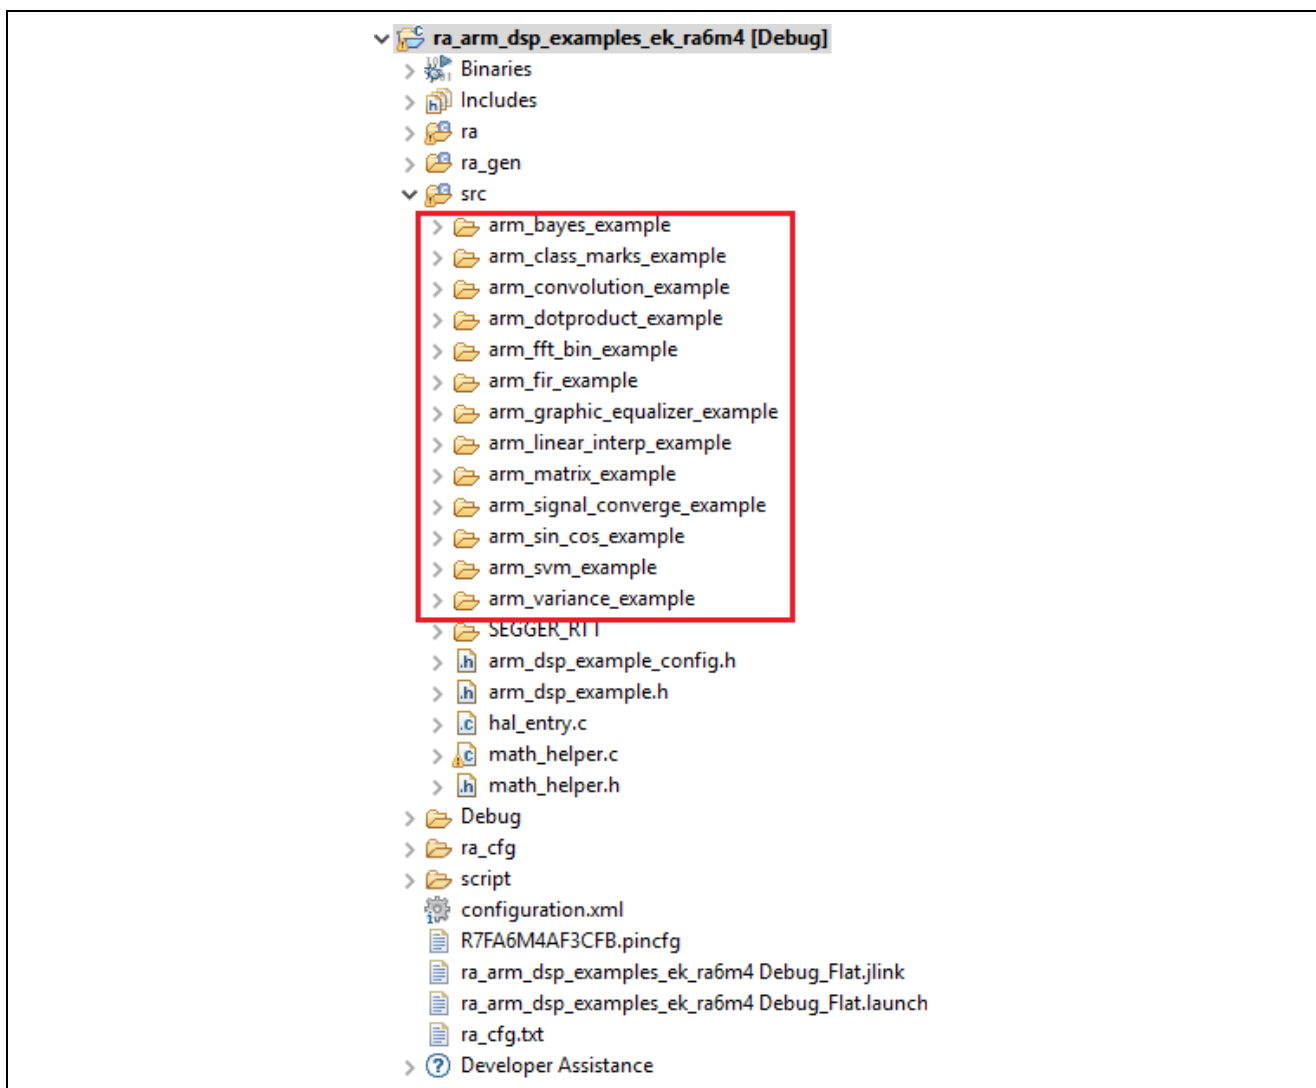 ra_arm_dsp_examples_ek_ra6m4 [Debug]
Binaries
Includes
ra
ra_gen
src
arm_bayes_example
arm_class_marks_example
arm_convolution_example
arm_dotproduct_example
arm_fft_bin_example
arm_fir_example
arm_graphic_equalizer_example
arm_linear_interp_example
arm_matrix_example
arm_signal_converge_example
arm_sin_cos_example
arm_svm_example
arm_variance_example
SEGGER_RTT
arm_dsp_example_config.h
arm_dsp_example.h
hal_entry.c
math_helper.c
math_helper.h
Debug
ra_cfg
script
configuration.xml
R7FA6M4AF3CFB.pincfg
ra_arm_dsp_examples_ek_ra6m4 Debug_Flat.jlink
ra_arm_dsp_examples_ek_ra6m4 Debug_Flat.launch
ra_cfg.txt
Developer Assistance